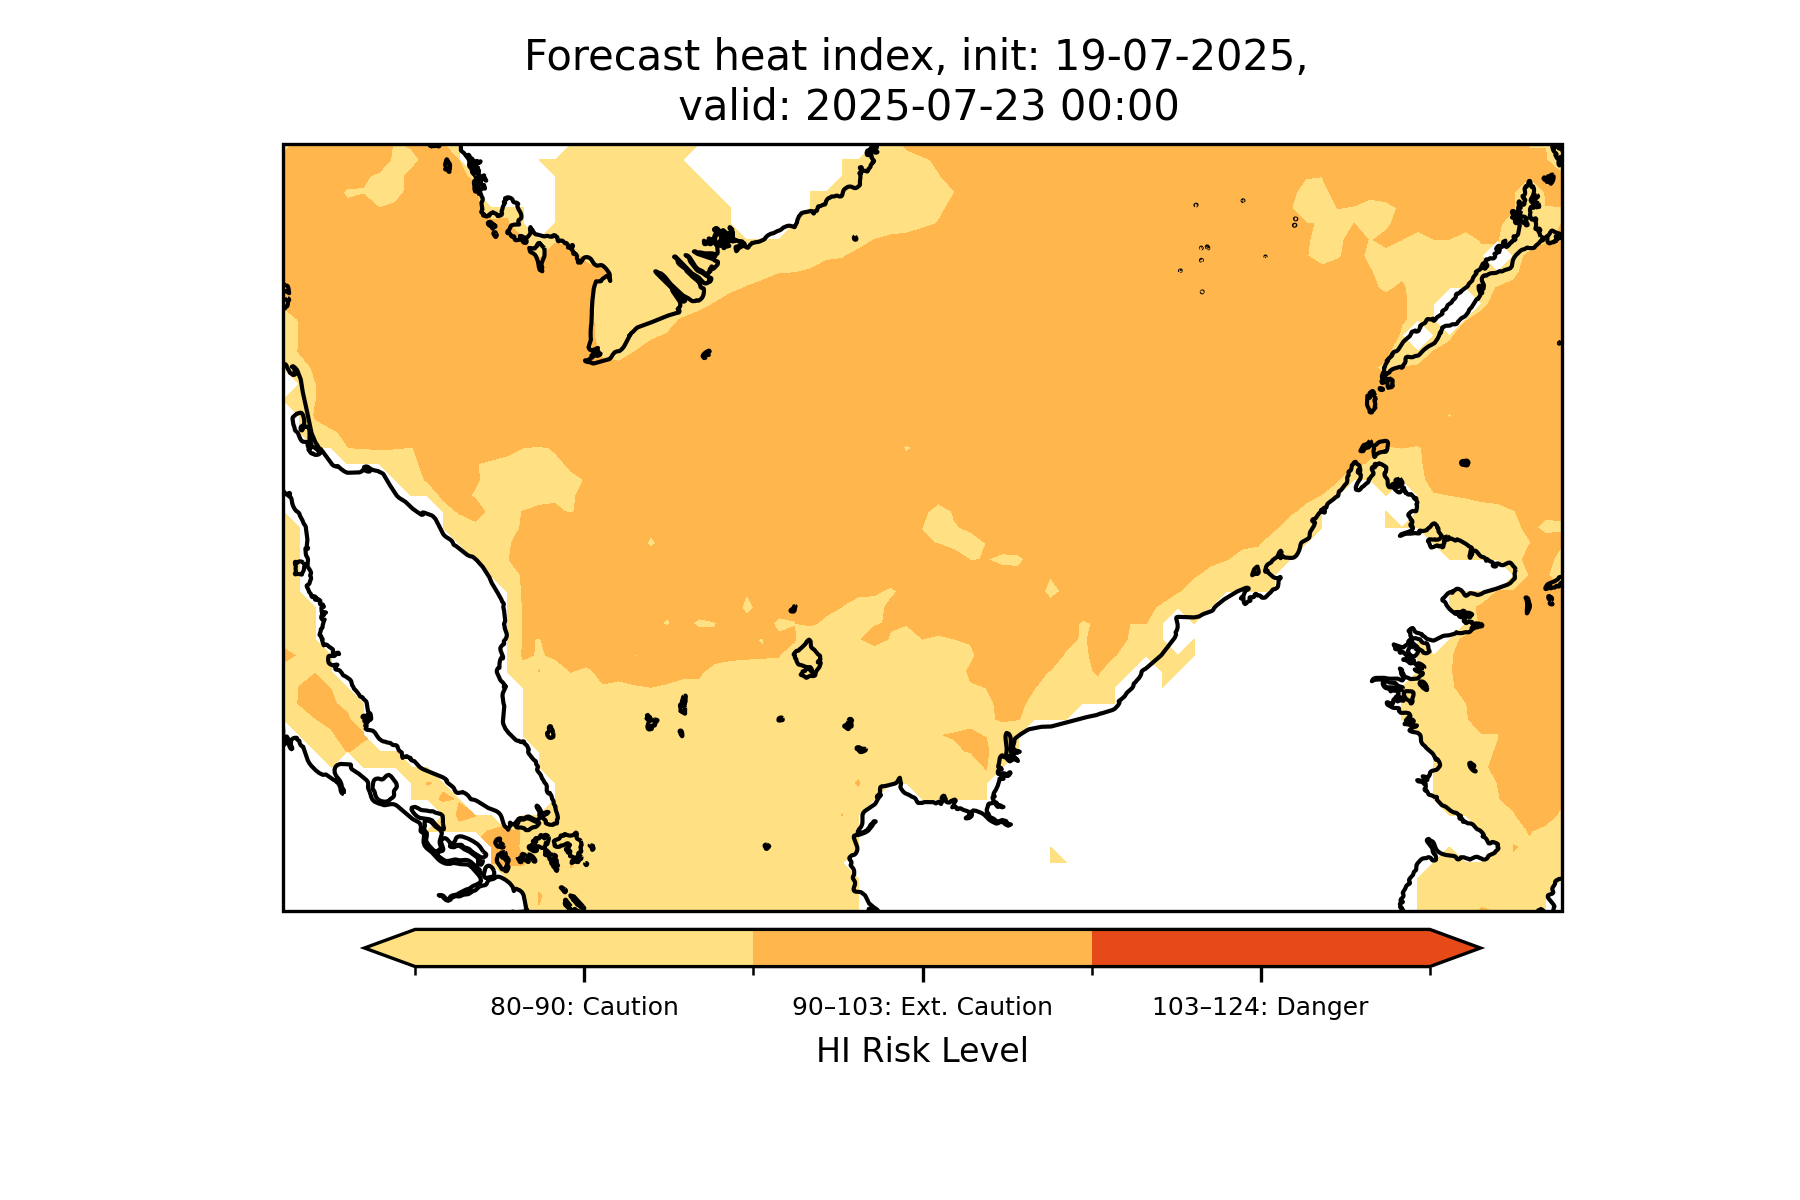 Forecast heat index, init: 19-07-2025,
valid: 2025-07-23 00:00
80–90: Caution 90–103: Ext. Caution 103–124: Danger
HI Risk Level